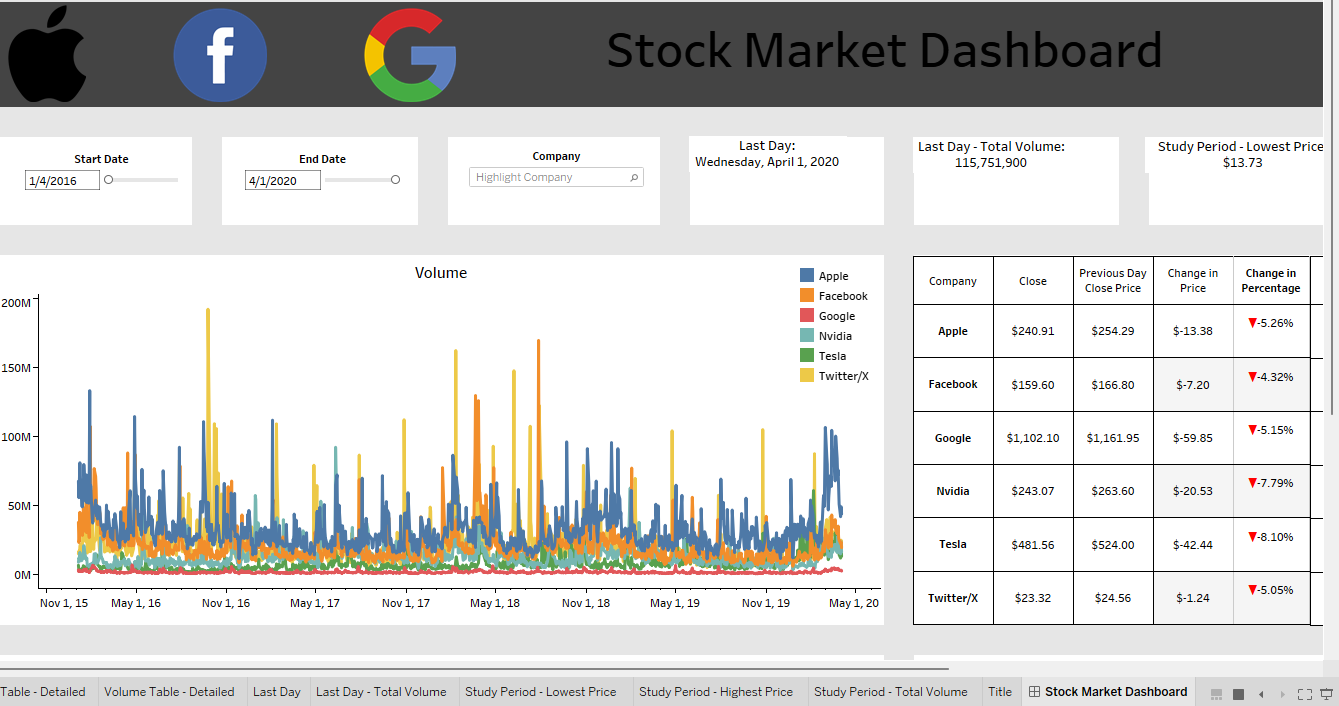 Stock Market Dashboard
Start Date
1/4/2016
End Date
4/1/2020
Company
Highlight Company
Last Day:
Wednesday, April 1, 2020
Last Day - Total Volume:
115,751,900
Study Period - Lowest Price
$13.73
Volume
200M
150M
100M
50M
0M
Nov 1, 15 May 1, 16 Nov 1, 16 May 1, 17 Nov 1, 17 May 1, 18 Nov 1, 18 May 1, 19 Nov 1, 19 May 1, 20
Apple
Facebook
Google
Nvidia
Tesla
Twitter/X
Company Close Previous Day Close Price Change in Price Change in Percentage
Apple $240.91 $254.29 $-13.38 ▼-5.26%
Facebook $159.60 $166.80 $-7.20 ▼-4.32%
Google $1,102.10 $1,161.95 $-59.85 ▼-5.15%
Nvidia $243.07 $263.60 $-20.53 ▼-7.79%
Tesla $481.56 $524.00 $-42.44 ▼-8.10%
Twitter/X $23.32 $24.56 $-1.24 ▼-5.05%
Table - Detailed Volume Table - Detailed Last Day Last Day - Total Volume Study Period - Lowest Price Study Period - Highest Price Study Period - Total Volume Title Stock Market Dashboard